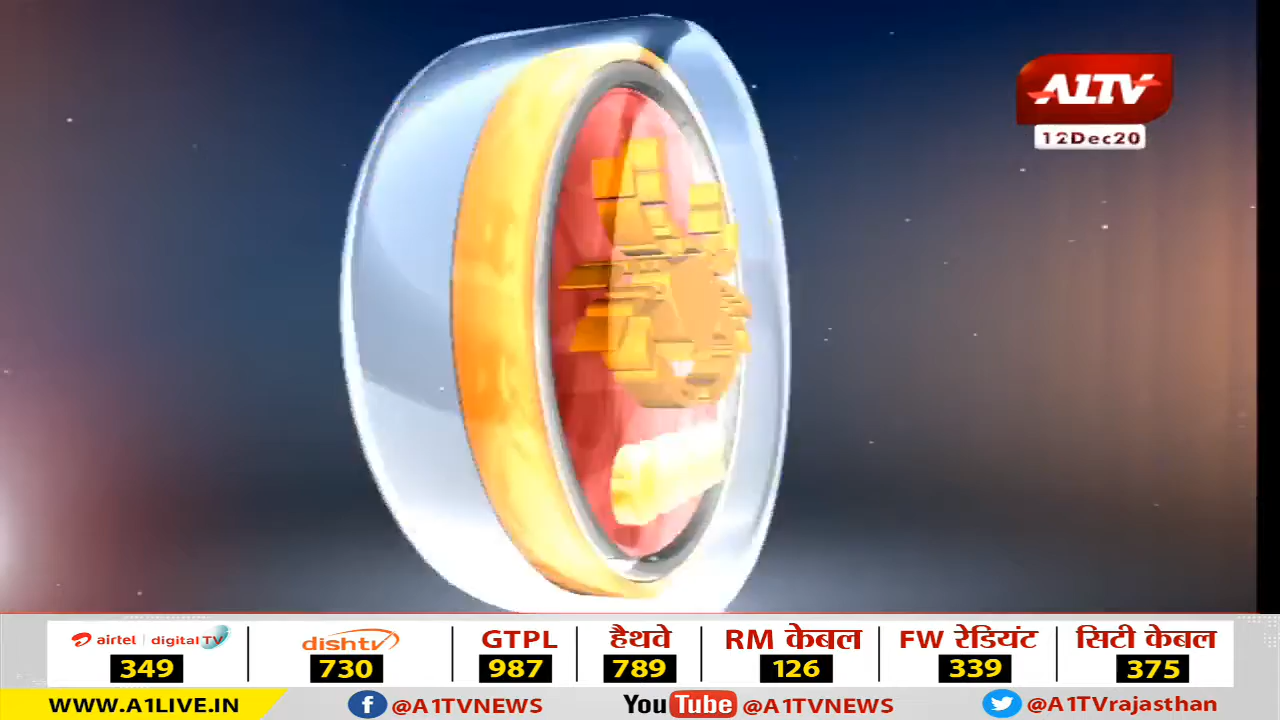 A1TV
12Dec20
airtel | digital TV
dishtv
GTPL
हैथवे
RM केबल
FW रेडियंट
सिटी केबल
349
730
987
789
126
339
375
WWW.A1LIVE.IN
@A1TVNEWS
YouTube @A1TVNEWS
@A1TVrajasthan